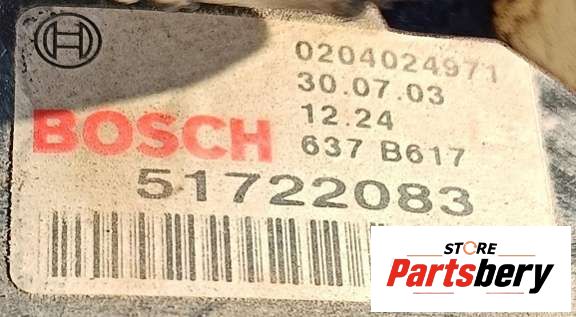 0204024971
30.07.03
12.24
BOSCH
637 B617
51722083
STORE
Partsbery